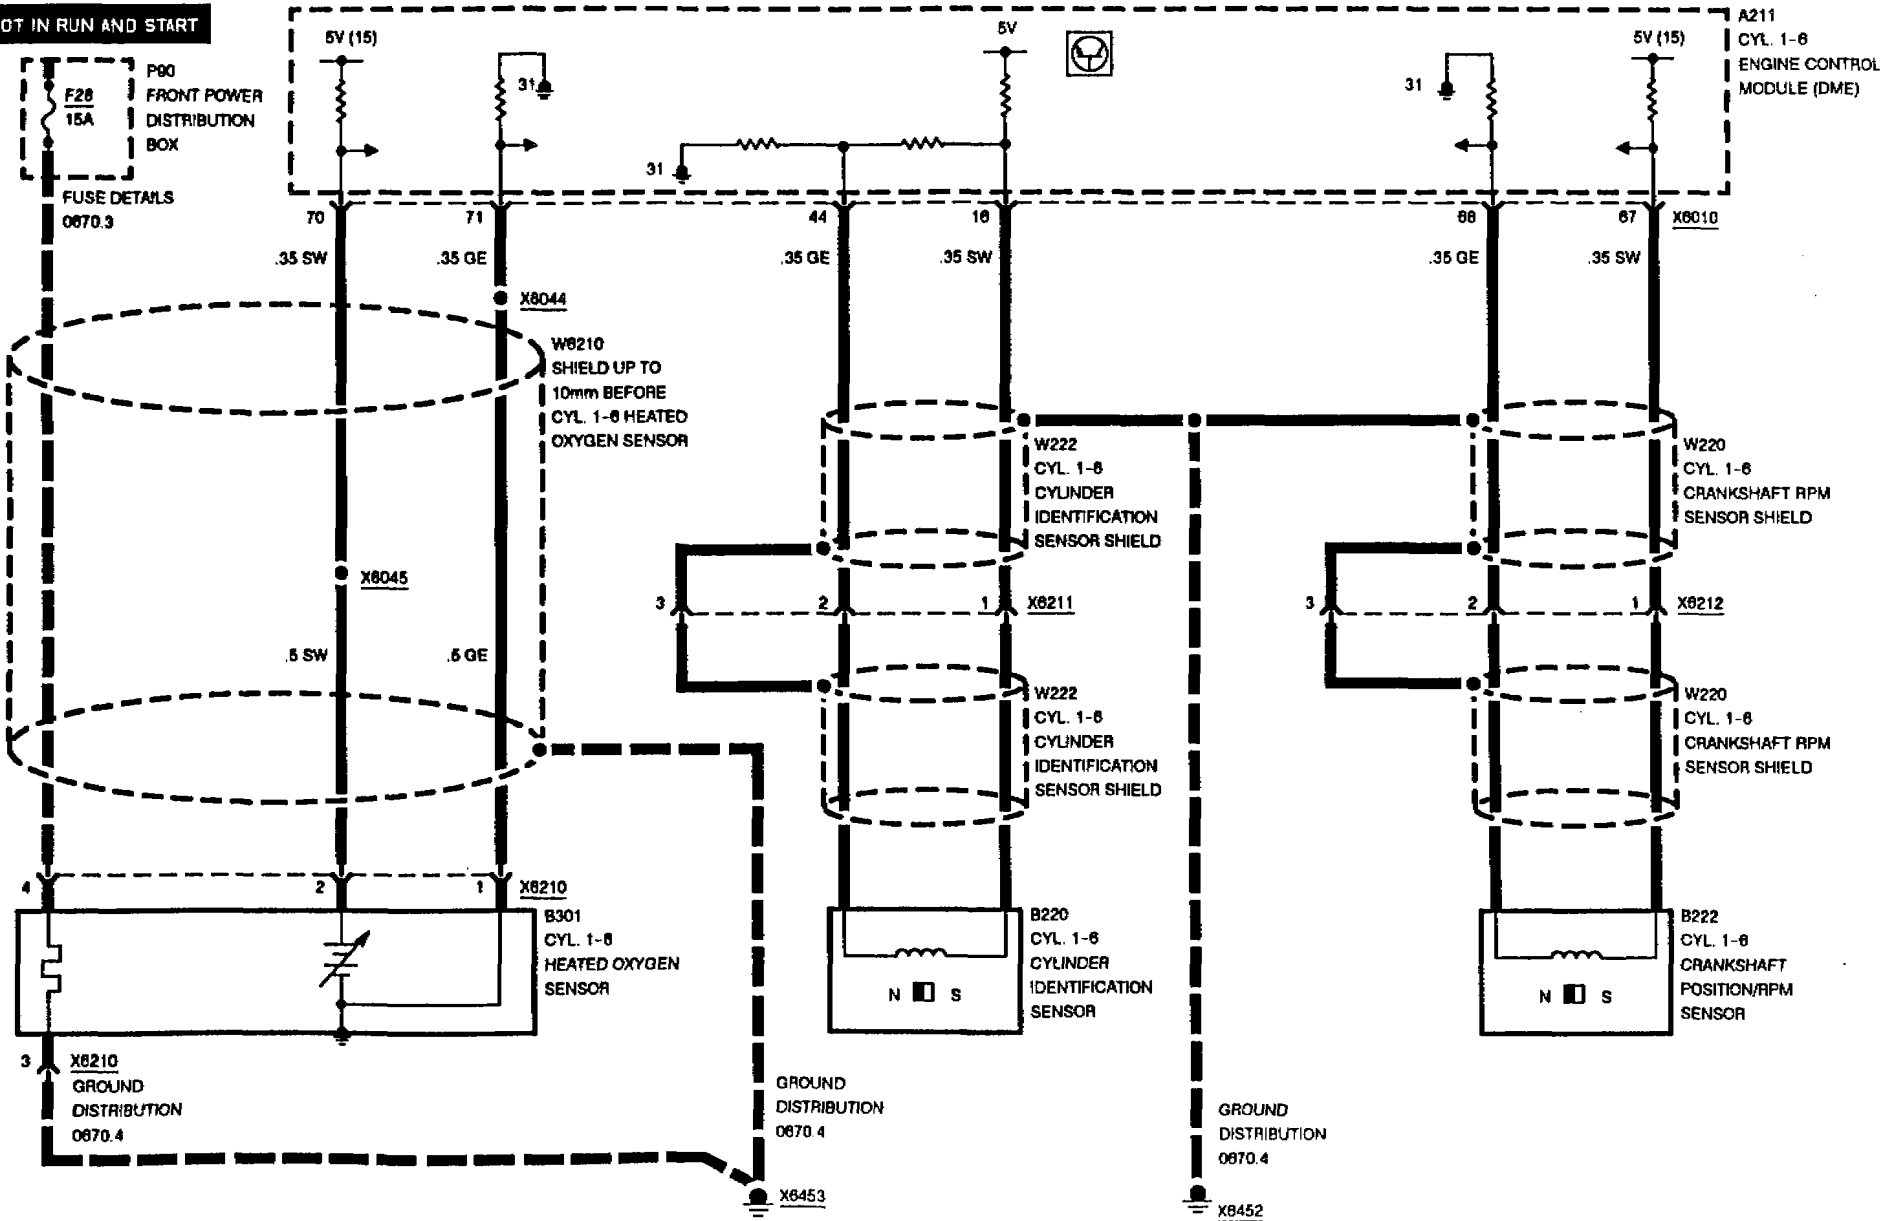 OT IN RUN AND START
F26
15A
P90
FRONT POWER
DISTRIBUTION
BOX
FUSE DETAILS
0670.3
5V (15)
31
5V
31
31
5V (15)
A211
CYL. 1-6
ENGINE CONTROL
MODULE (DME)
70
71
44
16
68
67
X6010
.35 SW
.35 GE
.35 GE
.35 SW
.35 GE
.35 SW
X6044
W6210
SHIELD UP TO
10mm BEFORE
CYL. 1-6 HEATED
OXYGEN SENSOR
W222
CYL. 1-6
CYLINDER
IDENTIFICATION
SENSOR SHIELD
W220
CYL. 1-6
CRANKSHAFT RPM
SENSOR SHIELD
X6045
3
2
1
X6211
3
2
1
X6212
.5 SW
.5 GE
W222
CYL. 1-6
CYLINDER
IDENTIFICATION
SENSOR SHIELD
W220
CYL. 1-6
CRANKSHAFT RPM
SENSOR SHIELD
4
2
1
X6210
B301
CYL. 1-6
HEATED OXYGEN
SENSOR
N
S
B220
CYL. 1-6
CYLINDER
IDENTIFICATION
SENSOR
N
S
B222
CYL. 1-6
CRANKSHAFT
POSITION/RPM
SENSOR
3
X6210
GROUND
DISTRIBUTION
0670.4
GROUND
DISTRIBUTION
0670.4
GROUND
DISTRIBUTION
0670.4
X6453
X6452